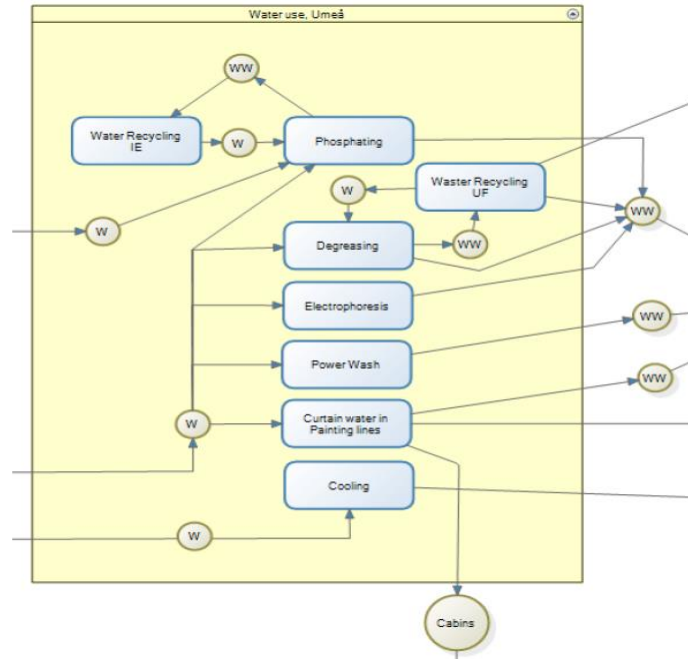 Water use, Umeå
WW
Water Recycling
IE
W
Phosphating
Waster Recycling
UF
W
W
WW
WW
Degreasing
Electrophoresis
WW
Power Wash
WW
W
Curtain water in
Painting lines
Cooling
W
Cabins